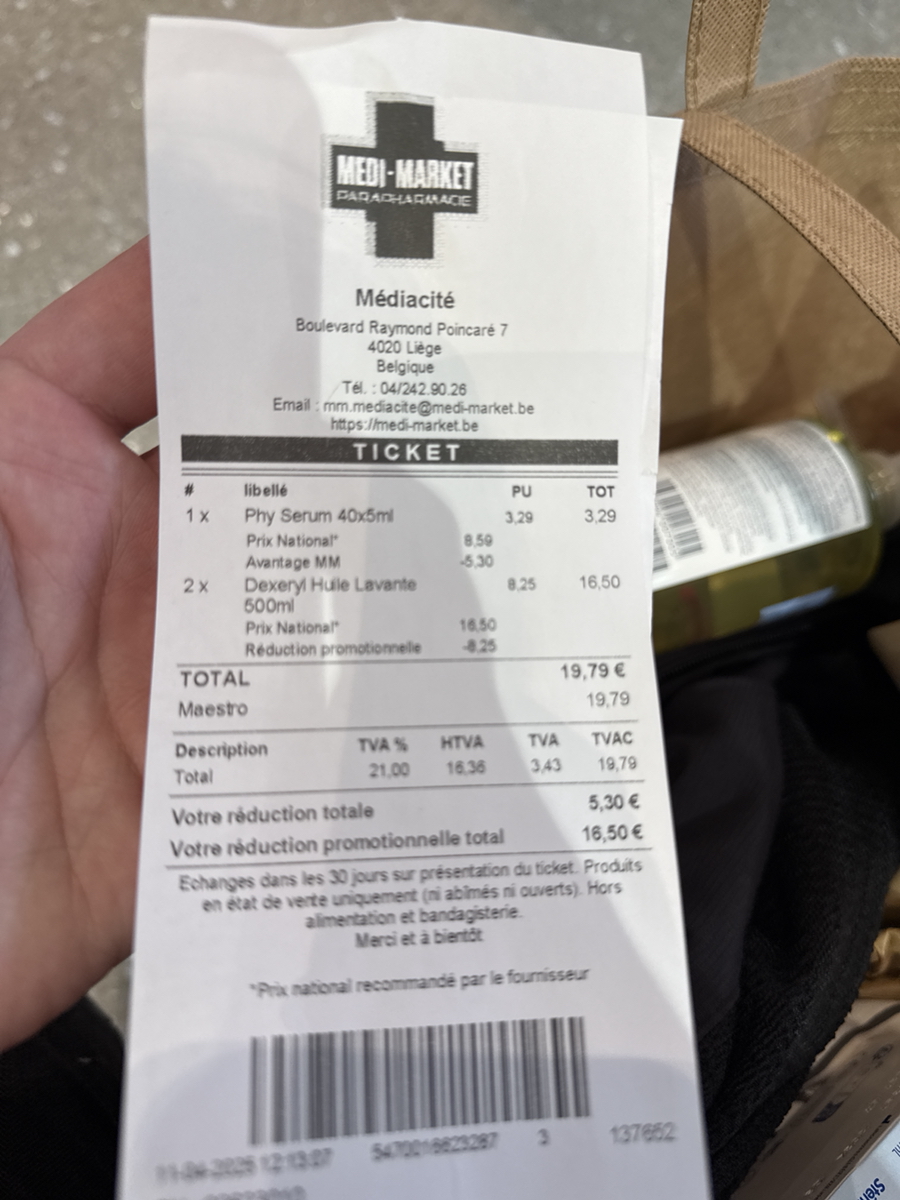 MEDI-MARKET
PARAPHARMACIE
Médiacité
Boulevard Raymond Poincaré 7
4020 Liège
Belgique
Tél. : 04/242.90.26
Email : mm.mediacite@medi-market.be
https://medi-market.be
TICKET
# libellé PU TOT
1 x Phy Serum 40x5ml 3,29 3,29
Prix National* 8,59
Avantage MM -5,30
2 x Dexeryl Huile Lavante 8,25 16,50
500ml
Prix National* 16,50
Réduction promotionnelle -8,25
TOTAL 19,79 €
Maestro 19,79
Description TVA % HTVA TVA TVAC
Total 21,00 16,36 3,43 19,79
Votre réduction totale 5,30 €
Votre réduction promotionnelle total 16,50 €
Echanges dans les 30 jours sur présentation du ticket. Produits
en état de vente uniquement (ni abîmés ni ouverts). Hors
alimentation et bandagisterie.
Merci et à bientôt
*Prix national recommandé par le fournisseur
3 137652